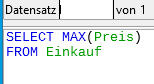 Datensatz von 1
SELECT MAX(Preis)
FROM Einkauf